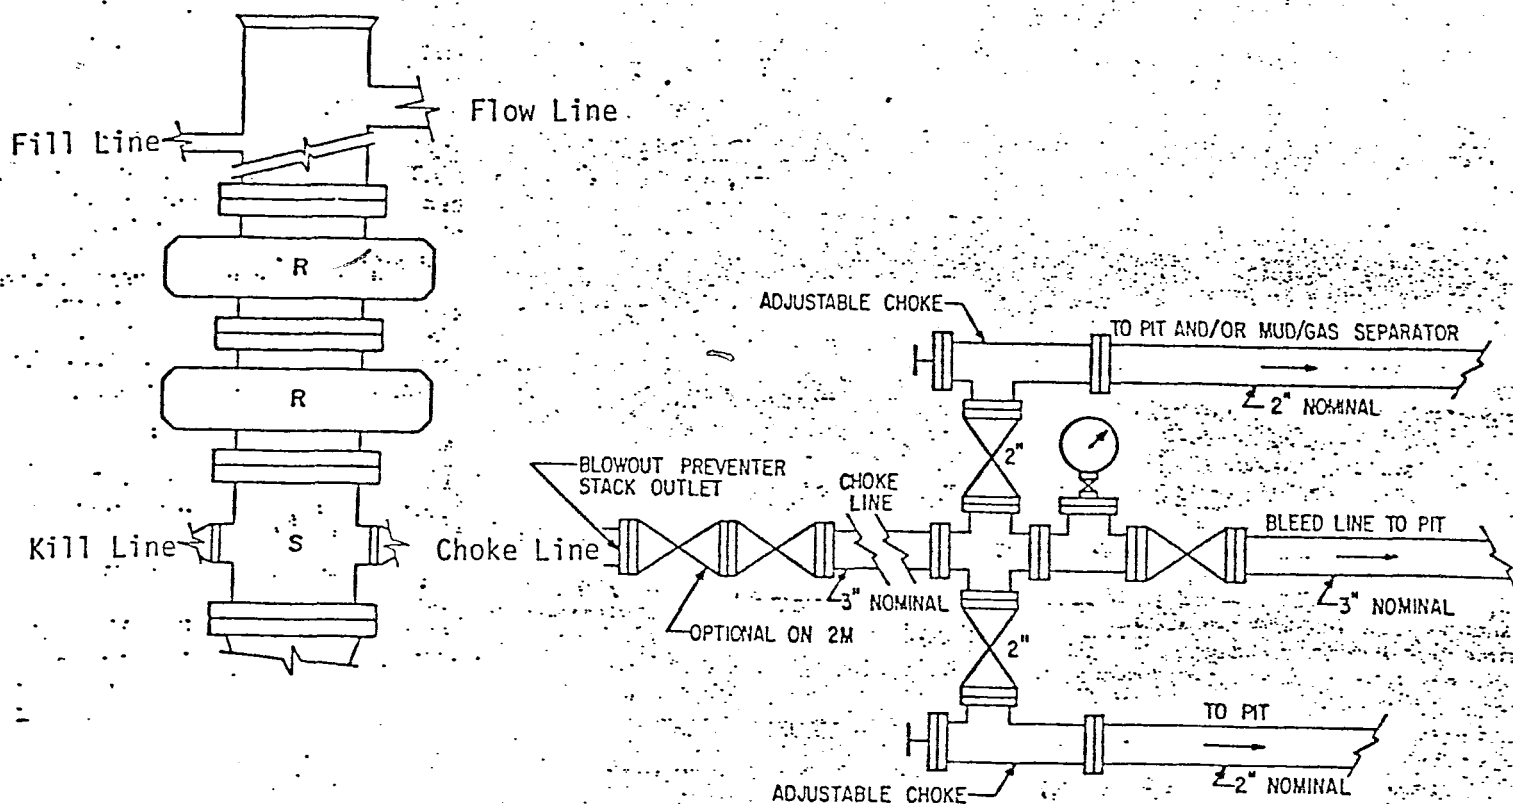 Flow Line
Fill Line
R
R
S
Kill Line
Choke Line
ADJUSTABLE CHOKE
TO PIT AND/OR MUD/GAS SEPARATOR
2" NOMINAL
2"
BLOWOUT PREVENTER
STACK OUTLET
CHOKE
LINE
BLEED LINE TO PIT
3" NOMINAL
3" NOMINAL
OPTIONAL ON 2M
2"
TO PIT
2" NOMINAL
ADJUSTABLE CHOKE